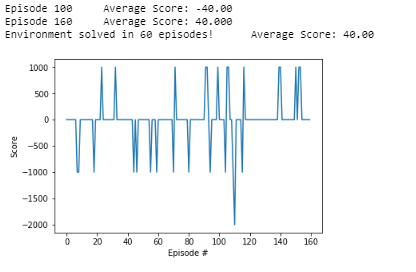 Episode 100 Average Score: -40.00
Episode 160 Average Score: 40.000
Environment solved in 60 episodes! Average Score: 40.00
1000
500
0
-500
-1000
-1500
-2000
Score
0 20 40 60 80 100 120 140 160
Episode #